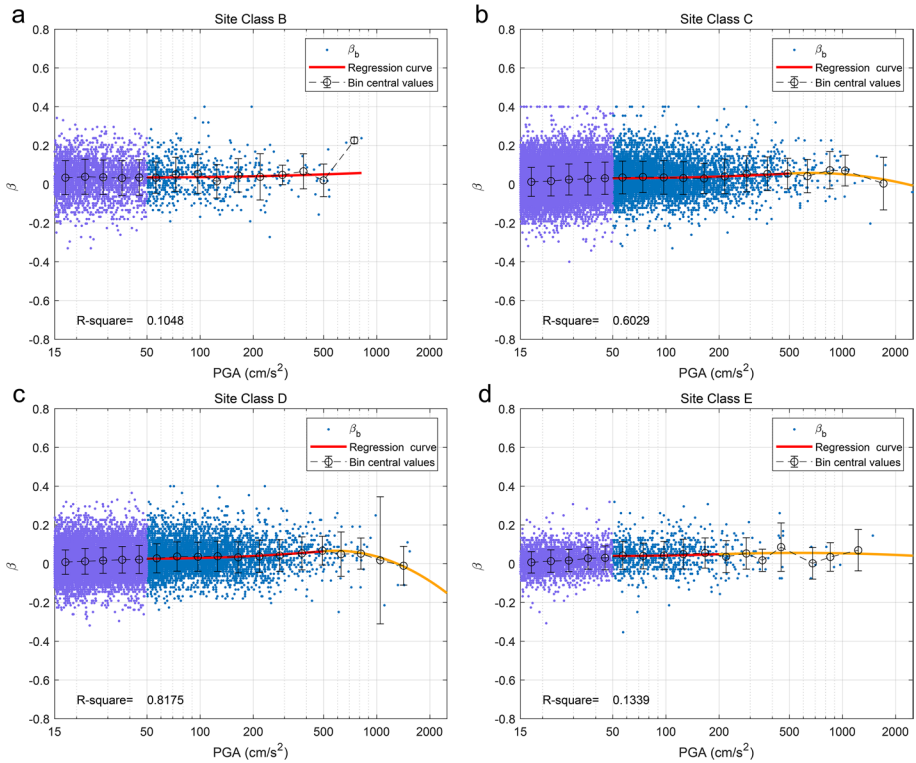 a
Site Class B
β
0.8
0.6
0.4
0.2
0
-0.2
-0.4
-0.6
-0.8
βb
Regression curve
Bin central values
R-square= 0.1048
15 50 100 200 500 1000 2000
PGA (cm/s²)
b
Site Class C
β
0.8
0.6
0.4
0.2
0
-0.2
-0.4
-0.6
-0.8
βb
Regression curve
Bin central values
R-square= 0.6029
15 50 100 200 500 1000 2000
PGA (cm/s²)
c
Site Class D
β
0.8
0.6
0.4
0.2
0
-0.2
-0.4
-0.6
-0.8
βb
Regression curve
Bin central values
R-square= 0.8175
15 50 100 200 500 1000 2000
PGA (cm/s²)
d
Site Class E
β
0.8
0.6
0.4
0.2
0
-0.2
-0.4
-0.6
-0.8
βb
Regression curve
Bin central values
R-square= 0.1339
15 50 100 200 500 1000 2000
PGA (cm/s²)